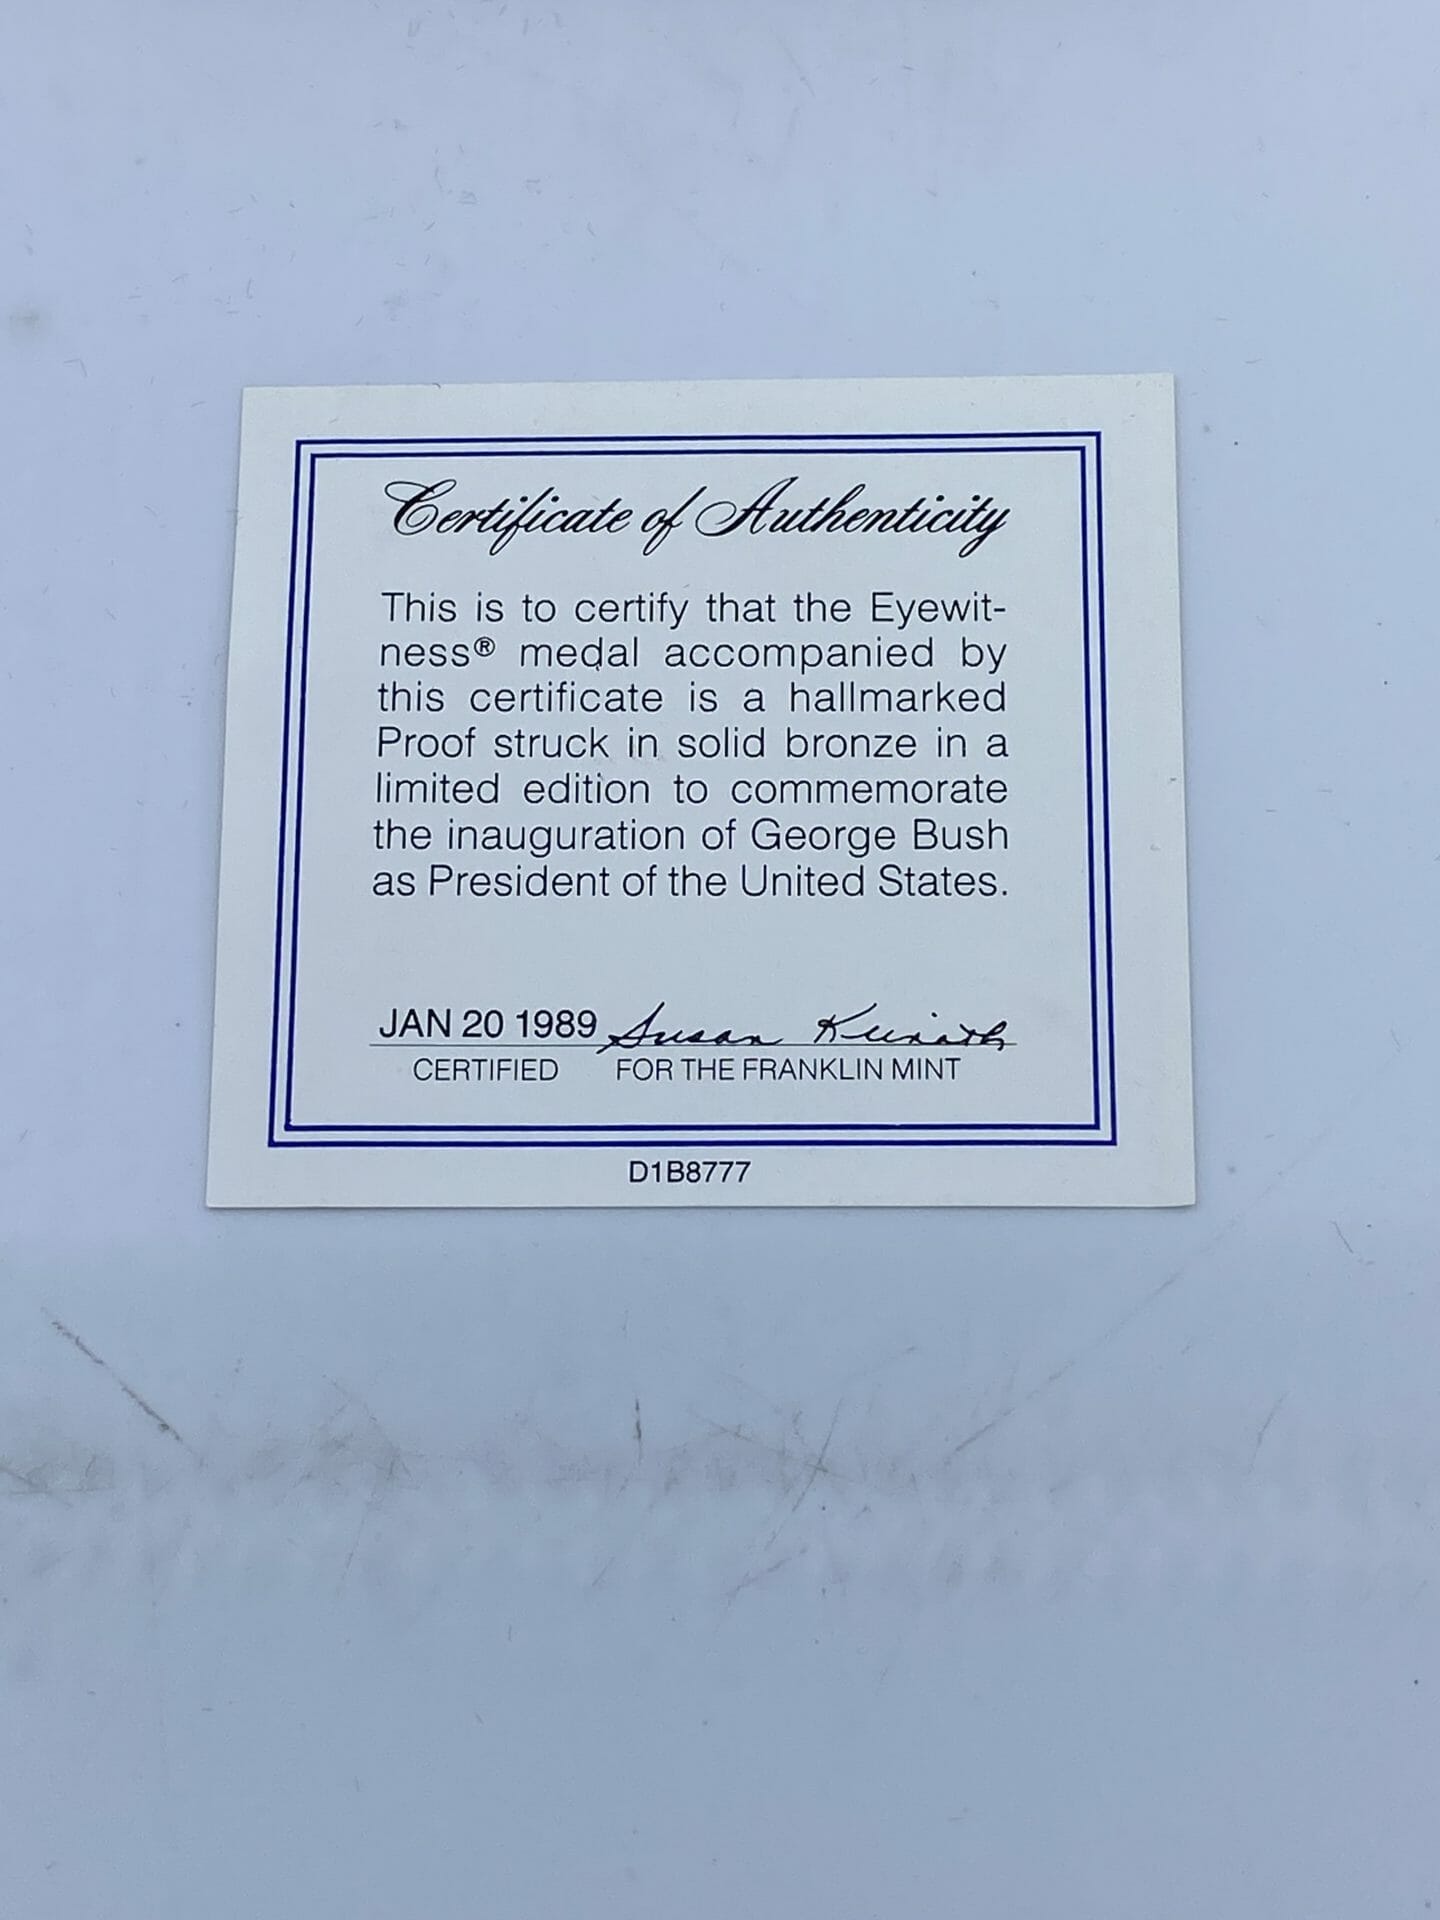 Certificate of Authenticity
This is to certify that the Eyewit-
ness® medal accompanied by
this certificate is a hallmarked
Proof struck in solid bronze in a
limited edition to commemorate
the inauguration of George Bush
as President of the United States.
JAN 20 1989 Susan Keinath
CERTIFIED FOR THE FRANKLIN MINT
D1B8777